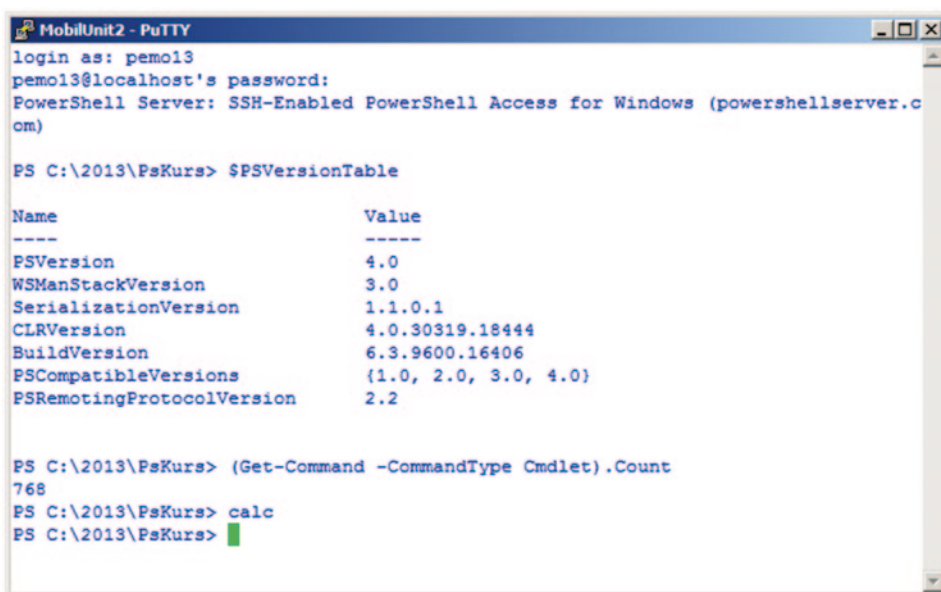 MobilUnit2 - PuTTY
login as: pemo13
pemo13@localhost's password:
PowerShell Server: SSH-Enabled PowerShell Access for Windows (powershellserver.c
om)
PS C:\2013\PsKurs> $PSVersionTable
Name                           Value
----                           -----
PSVersion                      4.0
WSManStackVersion              3.0
SerializationVersion           1.1.0.1
CLRVersion                     4.0.30319.18444
BuildVersion                   6.3.9600.16406
PSCompatibleVersions           {1.0, 2.0, 3.0, 4.0}
PSRemotingProtocolVersion      2.2
PS C:\2013\PsKurs> (Get-Command -CommandType Cmdlet).Count
768
PS C:\2013\PsKurs> calc
PS C:\2013\PsKurs>